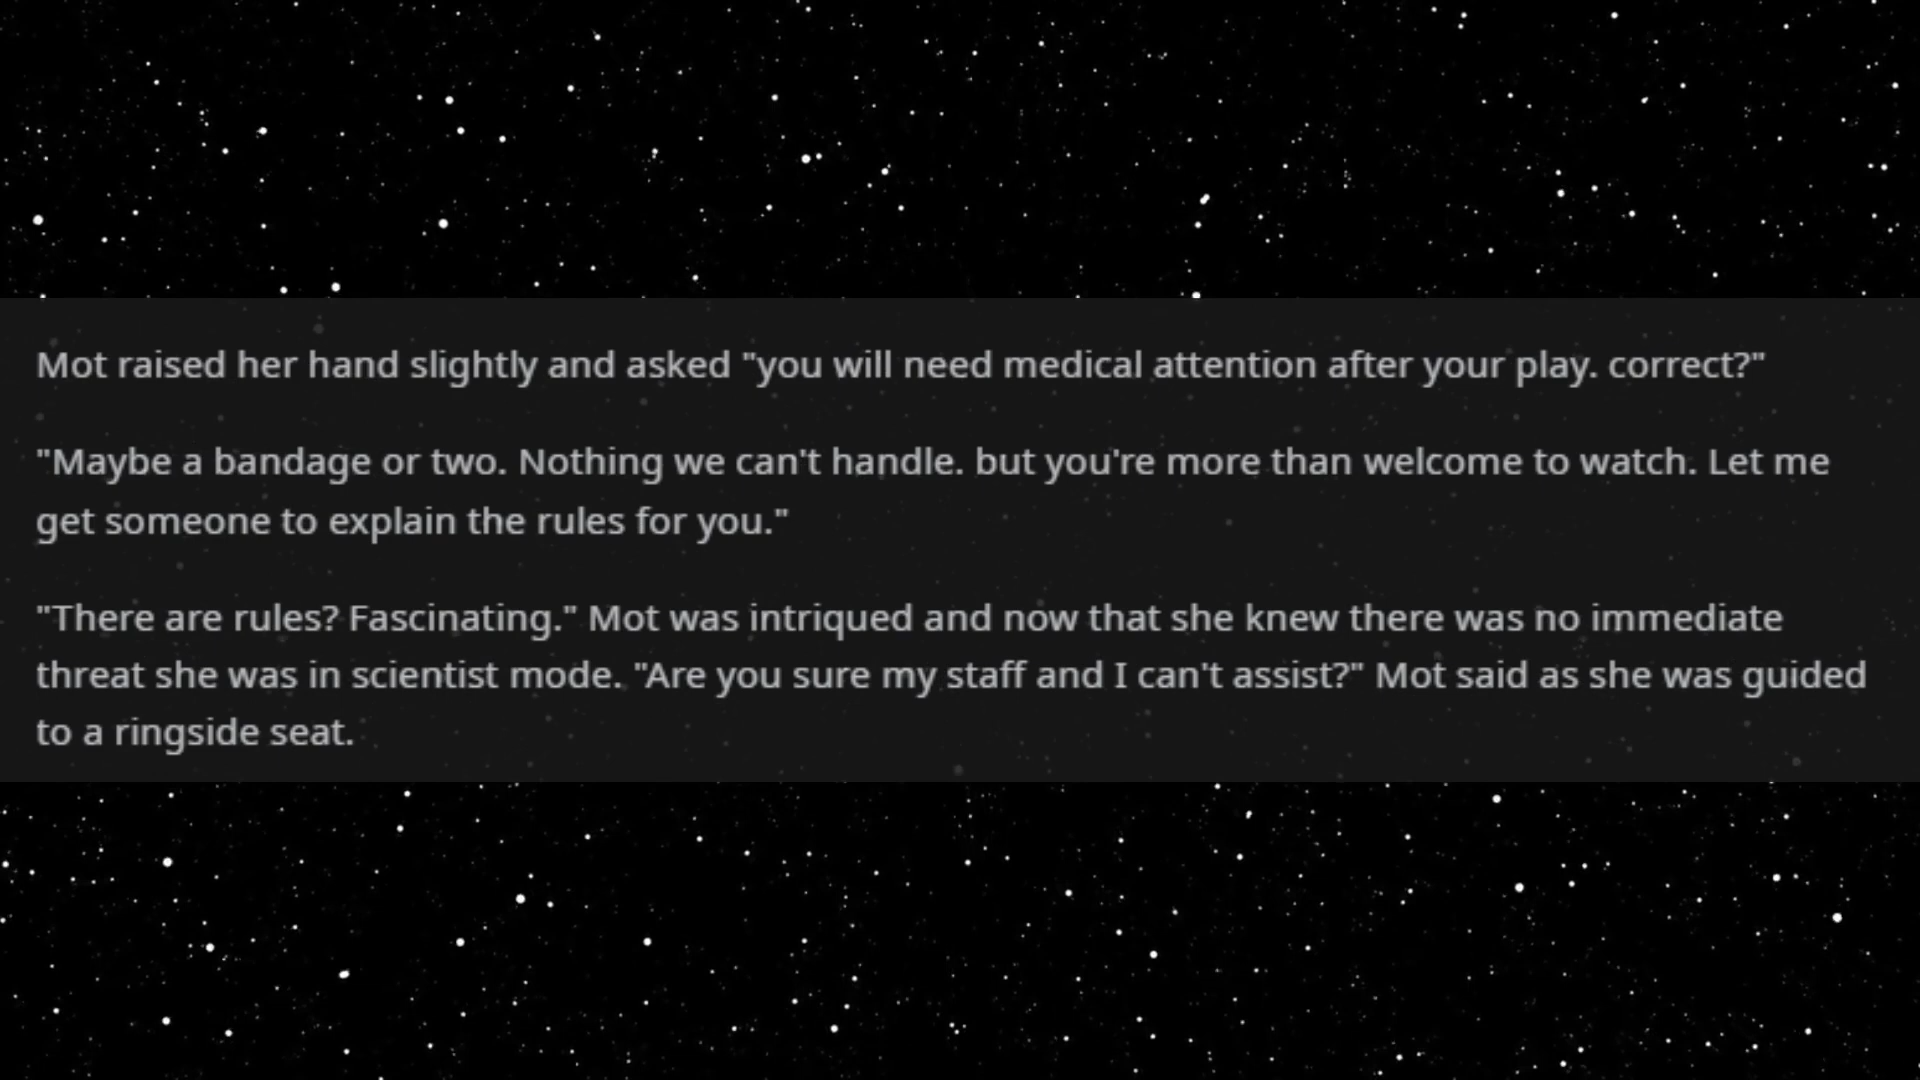 Mot raised her hand slightly and asked "you will need medical attention after your play. correct?"
"Maybe a bandage or two. Nothing we can't handle. but you're more than welcome to watch. Let me
get someone to explain the rules for you."
"There are rules? Fascinating." Mot was intriqued and now that she knew there was no immediate
threat she was in scientist mode. "Are you sure my staff and I can't assist?" Mot said as she was guided
to a ringside seat.